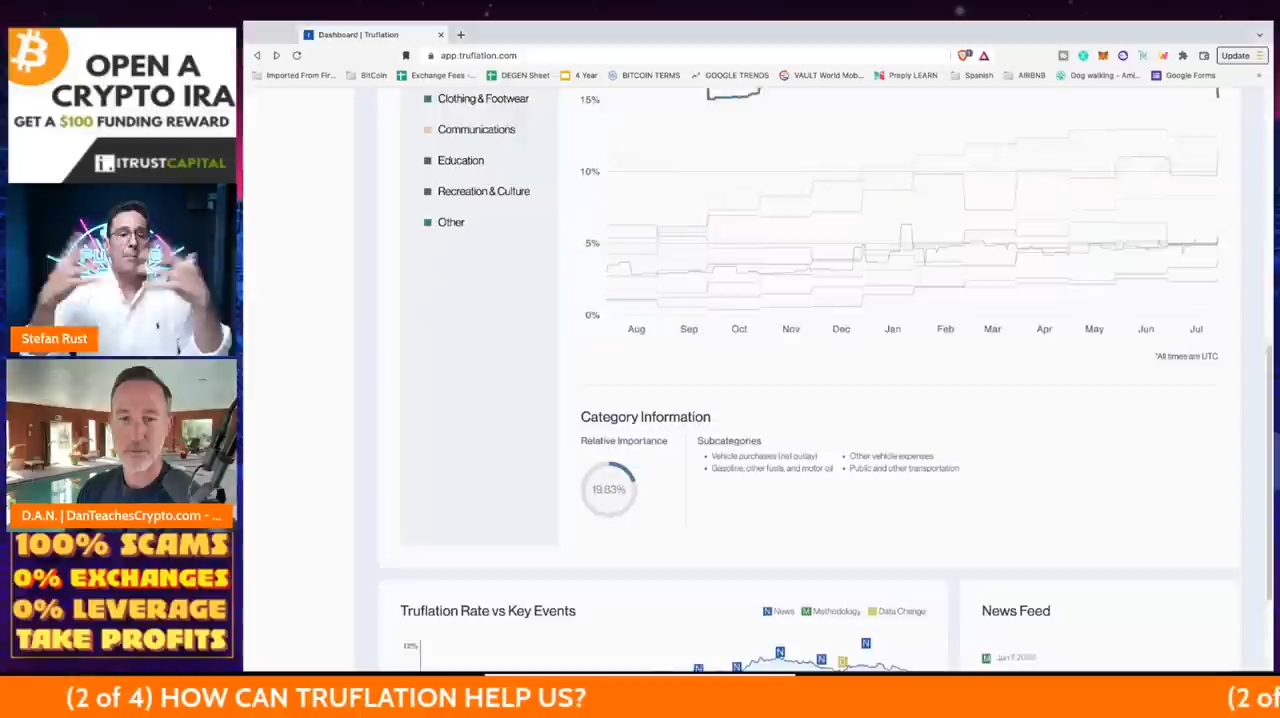 OPEN A
CRYPTO IRA
GET A $100 FUNDING REWARD
ITRUSTCAPITAL
Stefan Rust
D.A.N. | DanTeachesCrypto.com - ...
100% SCAMS
0% EXCHANGES
0% LEVERAGE
TAKE PROFITS
Dashboard | Truflation
app.truflation.com
Update
Imported From Fir...
BitCoin
Exchange Fees -...
DEGEN Sheet
4 Year
BITCOIN TERMS
GOOGLE TRENDS
VAULT World Mob...
Preply LEARN
Spanish
AIRBNB
Dog walking - Ami...
Google Forms
Clothing & Footwear
Communications
Education
Recreation & Culture
Other
15%
10%
5%
0%
Aug Sep Oct Nov Dec Jan Feb Mar Apr May Jun Jul
*All times are UTC
Category Information
Relative Importance
19.83%
Subcategories
• Vehicle purchases (net outlay)
• Gasoline, other fuels, and motor oil
• Other vehicle expenses
• Public and other transportation
Truflation Rate vs Key Events
N News M Methodology Data Change
12%
N N N N N D
News Feed
M
(2 of 4) HOW CAN TRUFLATION HELP US?
(2 of